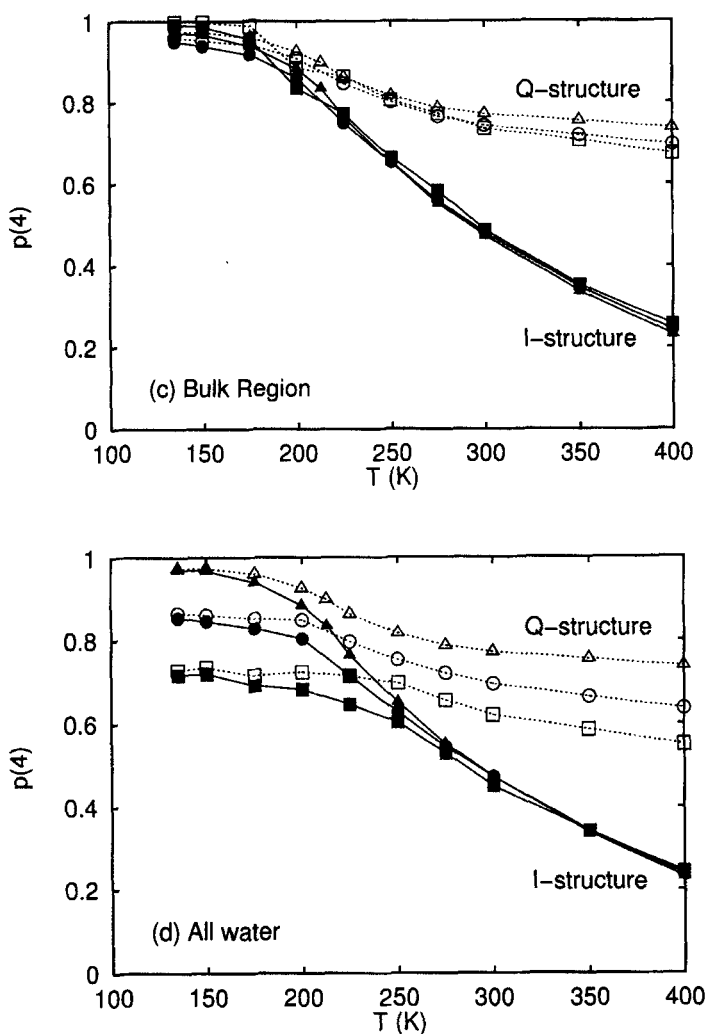 1
0.8
0.6
0.4
0.2
0
p(4)
Q-structure
I-structure
(c) Bulk Region
100 150 200 250 300 350 400
T (K)
1
0.8
0.6
0.4
0.2
0
p(4)
Q-structure
I-structure
(d) All water
100 150 200 250 300 350 400
T (K)